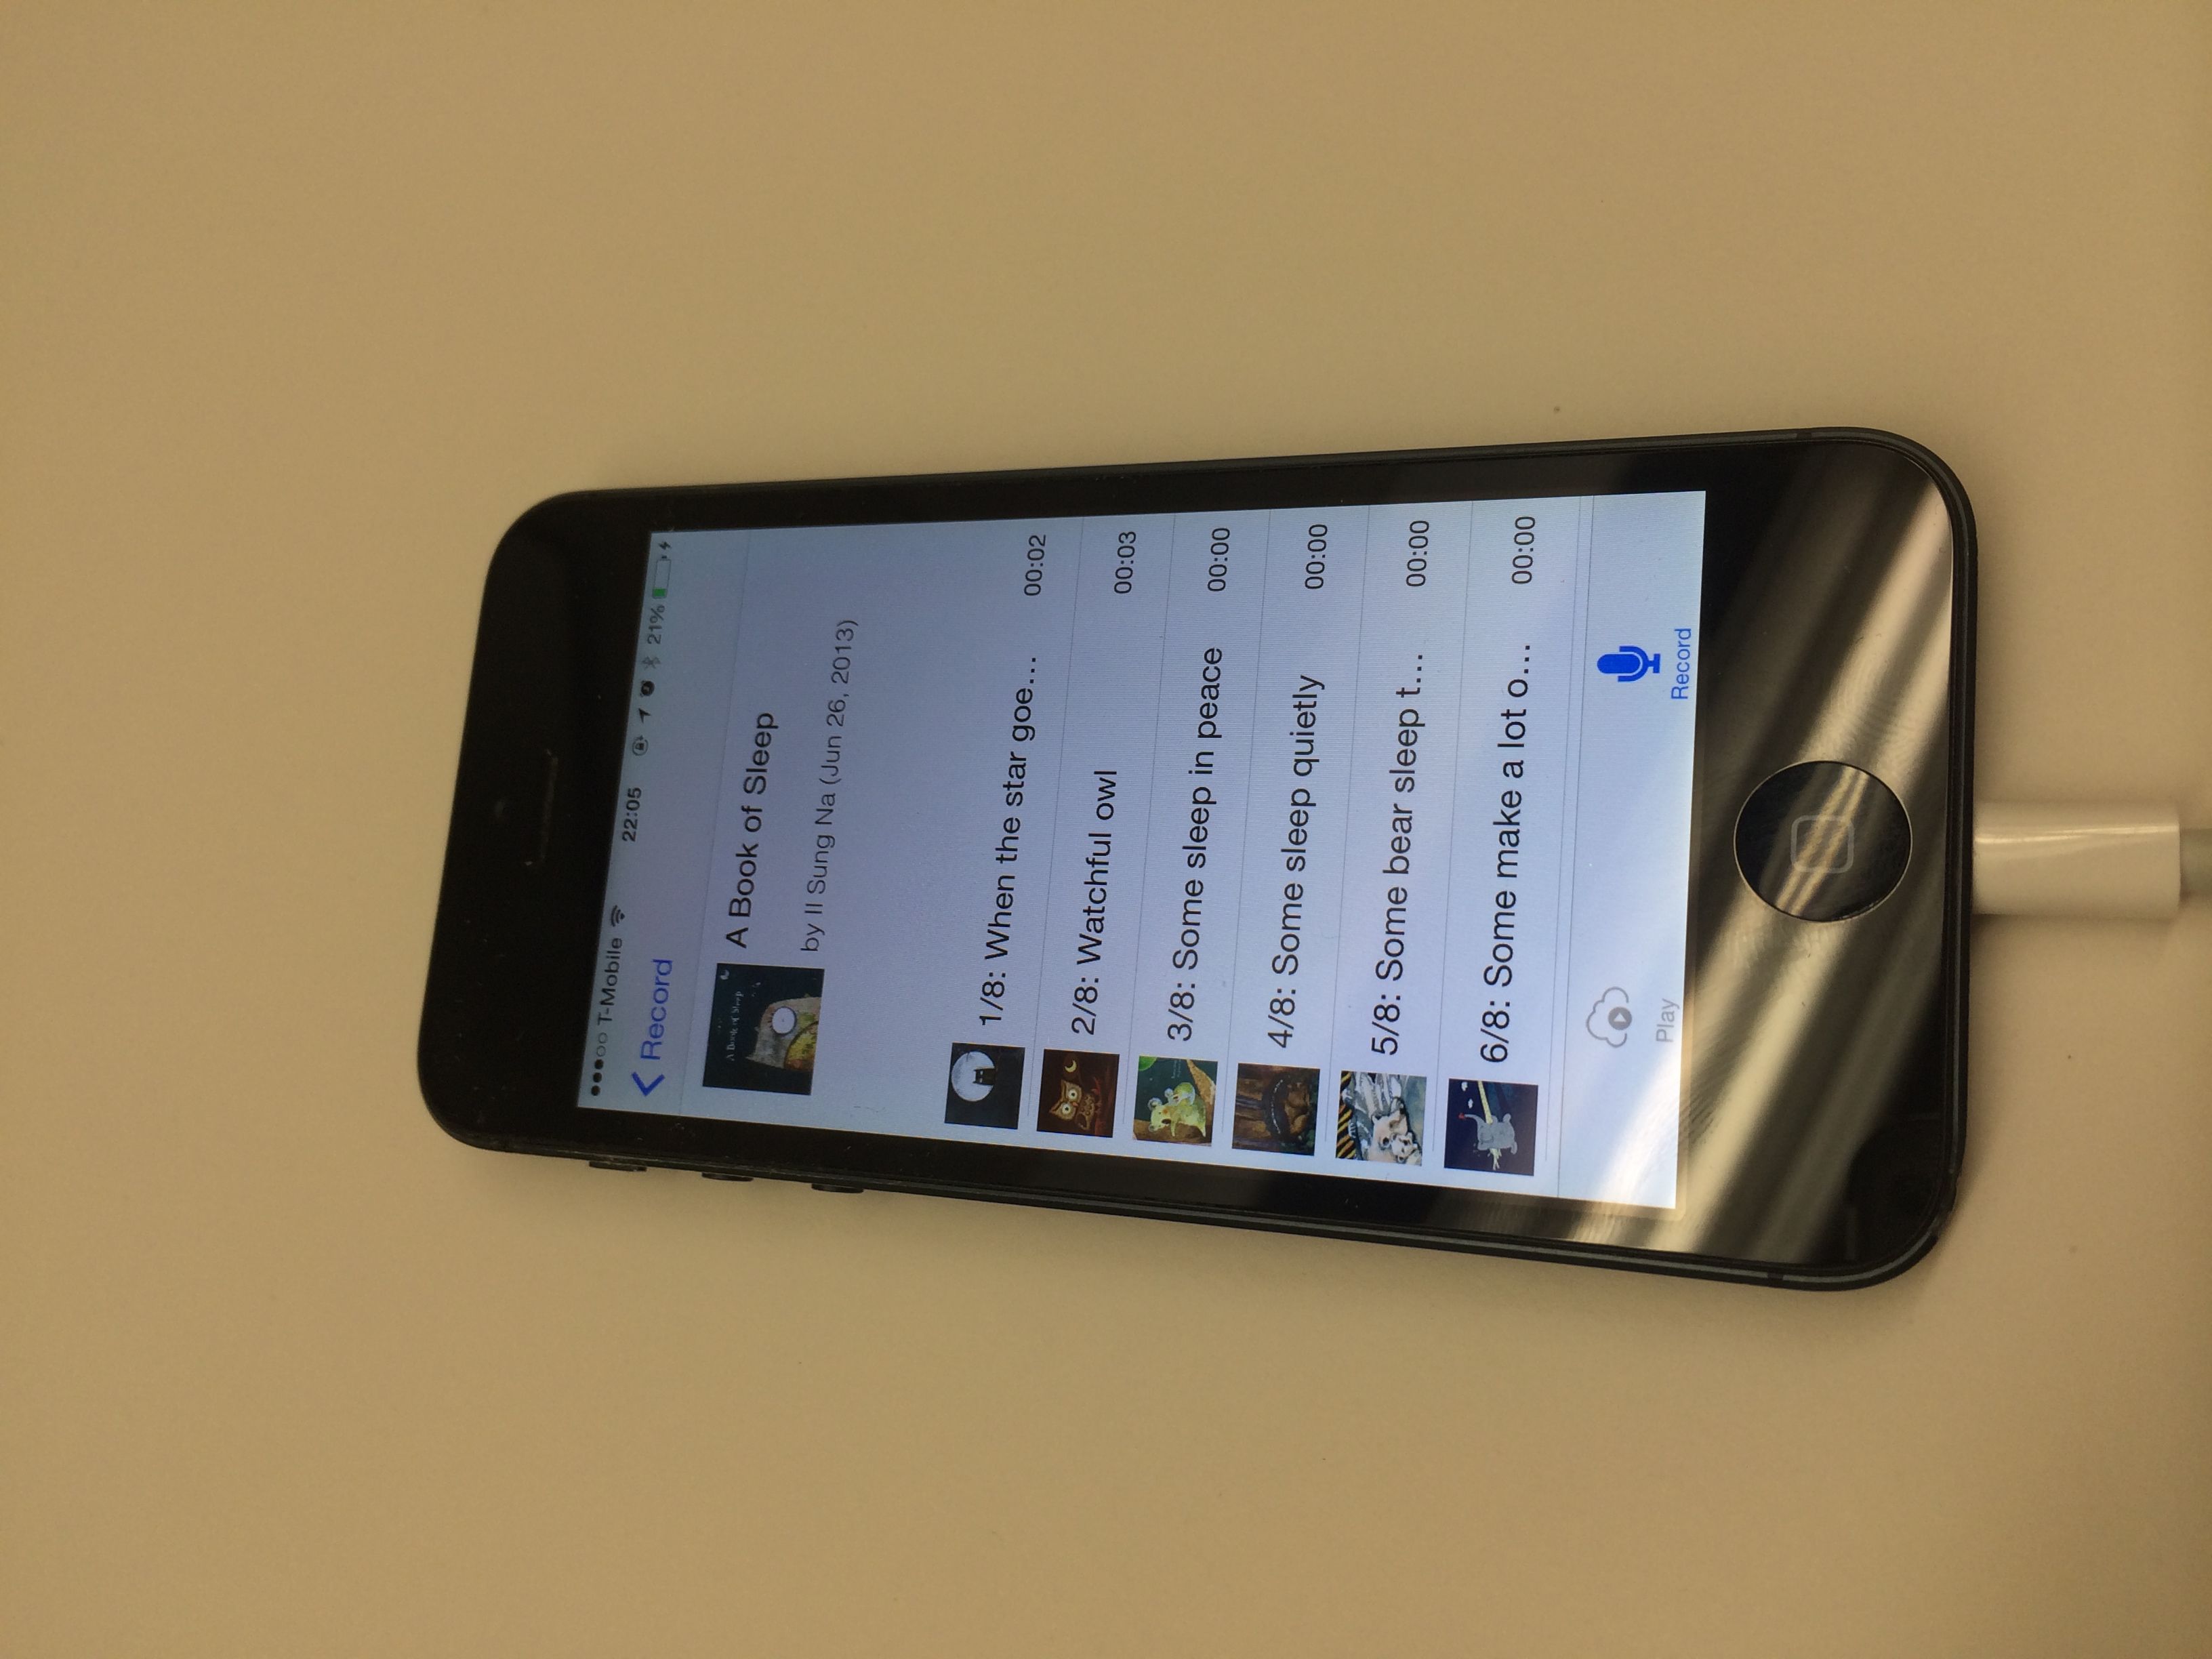 T-Mobile 22:05 21%
Record
A Book of Sleep
A Book of Sleep
by Il Sung Na (Jun 26, 2013)
1/8: When the star goe... 00:02
2/8: Watchful owl 00:03
3/8: Some sleep in peace 00:00
4/8: Some sleep quietly 00:00
5/8: Some bear sleep t... 00:00
6/8: Some make a lot o... 00:00
Play Record